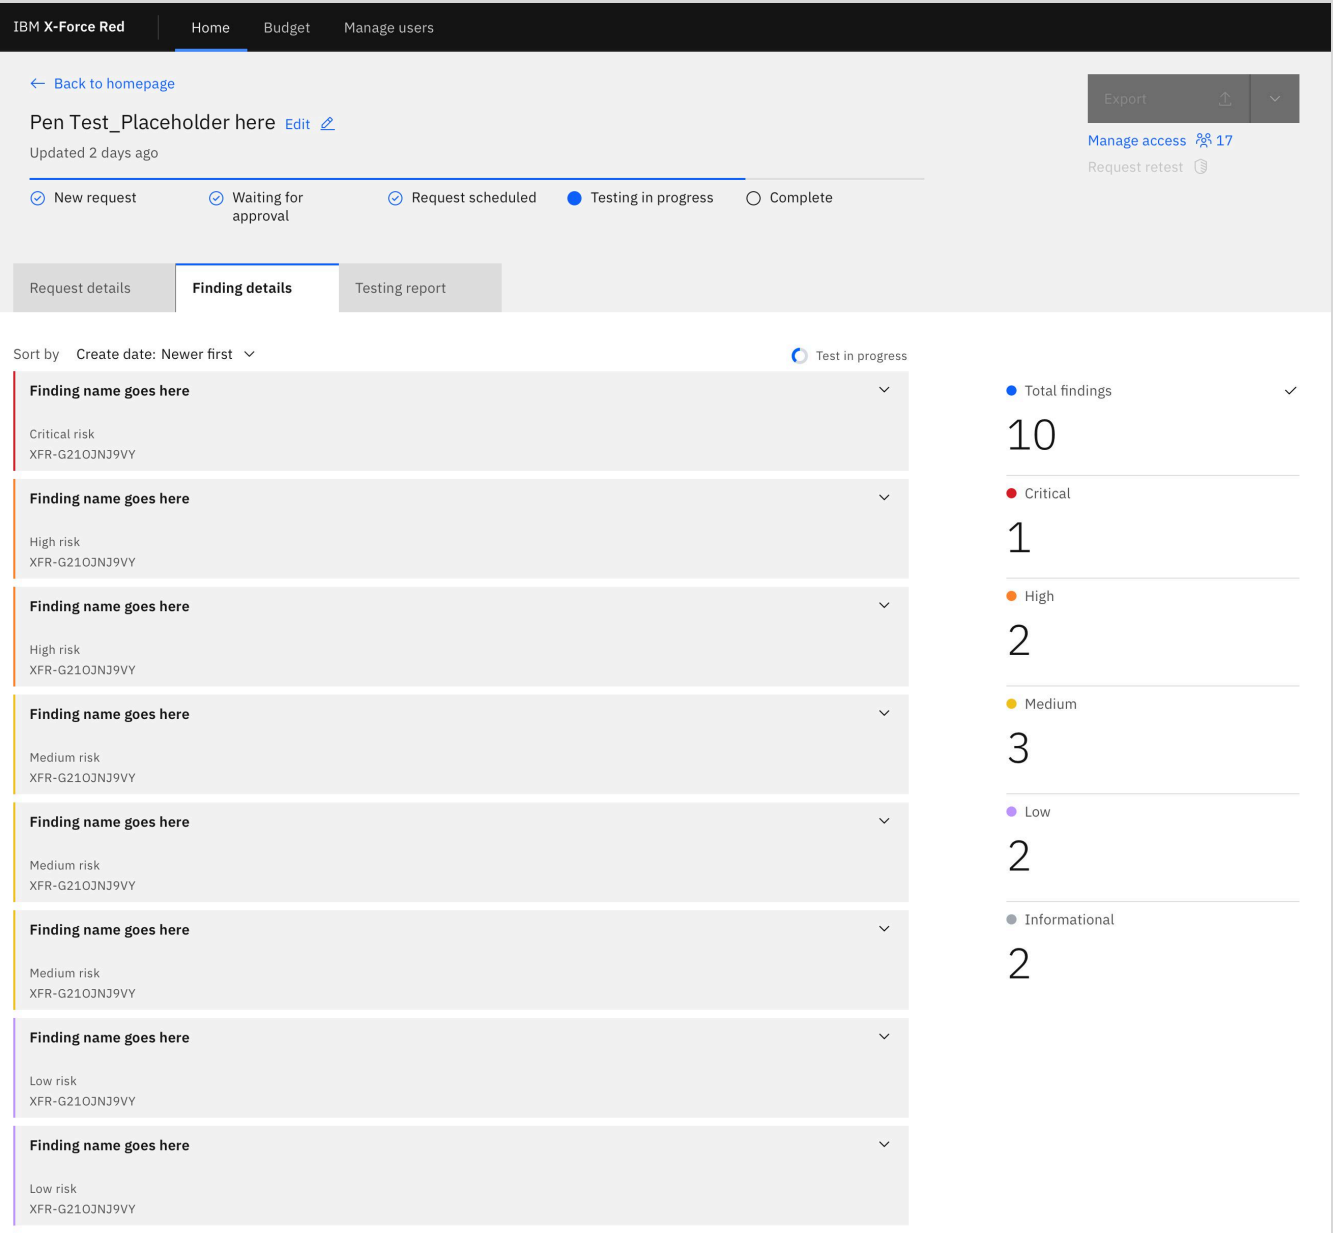 IBM X-Force Red
Home
Budget
Manage users
Back to homepage
Export
Pen Test_Placeholder here
Edit
Manage access
17
Updated 2 days ago
Request retest
New request
Waiting for
approval
Request scheduled
Testing in progress
Complete
Request details
Finding details
Testing report
Sort by
Create date: Newer first
Test in progress
Finding name goes here
Critical risk
XFR-G21OJNJ9VY
Finding name goes here
High risk
XFR-G21OJNJ9VY
Finding name goes here
High risk
XFR-G21OJNJ9VY
Finding name goes here
Medium risk
XFR-G21OJNJ9VY
Finding name goes here
Medium risk
XFR-G21OJNJ9VY
Finding name goes here
Medium risk
XFR-G21OJNJ9VY
Finding name goes here
Low risk
XFR-G21OJNJ9VY
Finding name goes here
Low risk
XFR-G21OJNJ9VY
Total findings
10
Critical
1
High
2
Medium
3
Low
2
Informational
2